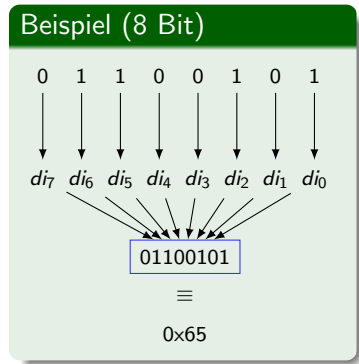 Beispiel (8 Bit)
0 1 1 0 0 1 0 1
di₇ di₆ di₅ di₄ di₃ di₂ di₁ di₀
01100101
≡
0x65